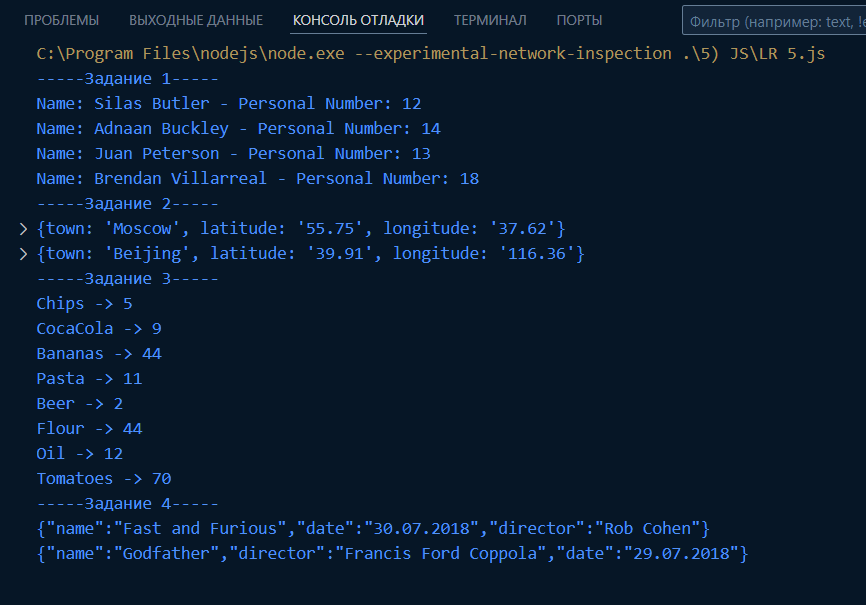 ПРОБЛЕМЫ ВЫХОДНЫЕ ДАННЫЕ КОНСОЛЬ ОТЛАДКИ ТЕРМИНАЛ ПОРТЫ Фильтр (например: text, !e
C:\Program Files\nodejs\node.exe --experimental-network-inspection .\5) JS\LR 5.js
-----Задание 1-----
Name: Silas Butler - Personal Number: 12
Name: Adnaan Buckley - Personal Number: 14
Name: Juan Peterson - Personal Number: 13
Name: Brendan Villarreal - Personal Number: 18
-----Задание 2-----
{town: 'Moscow', latitude: '55.75', longitude: '37.62'}
{town: 'Beijing', latitude: '39.91', longitude: '116.36'}
-----Задание 3-----
Chips -> 5
CocaCola -> 9
Bananas -> 44
Pasta -> 11
Beer -> 2
Flour -> 44
Oil -> 12
Tomatoes -> 70
-----Задание 4-----
{"name":"Fast and Furious","date":"30.07.2018","director":"Rob Cohen"}
{"name":"Godfather","director":"Francis Ford Coppola","date":"29.07.2018"}